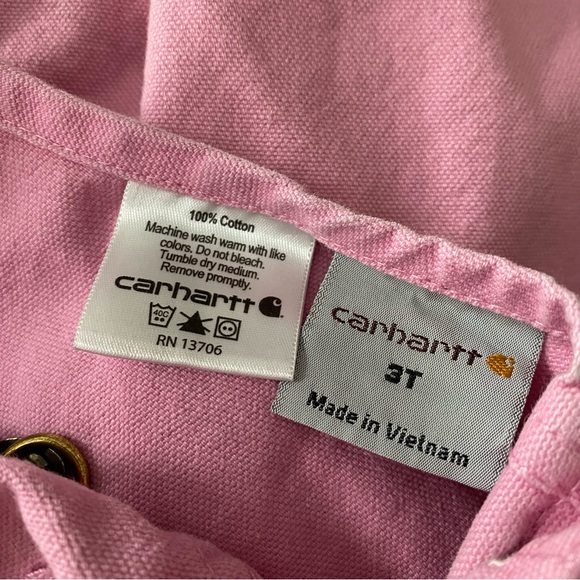 100% Cotton
Machine wash warm with like
colors. Do not bleach.
Tumble dry medium.
Remove promptly.
carhartt
40C
RN 13706
carhartt
3T
Made in Vietnam